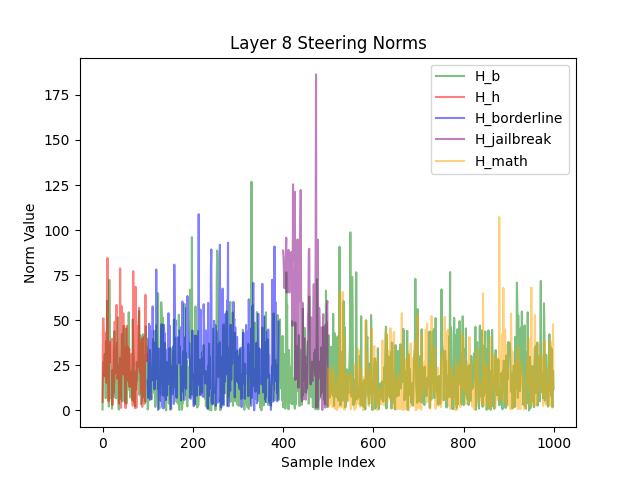 Layer 8 Steering Norms
H_b
H_h
H_borderline
H_jailbreak
H_math
Norm Value
175
150
125
100
75
50
25
0
0 200 400 600 800 1000
Sample Index